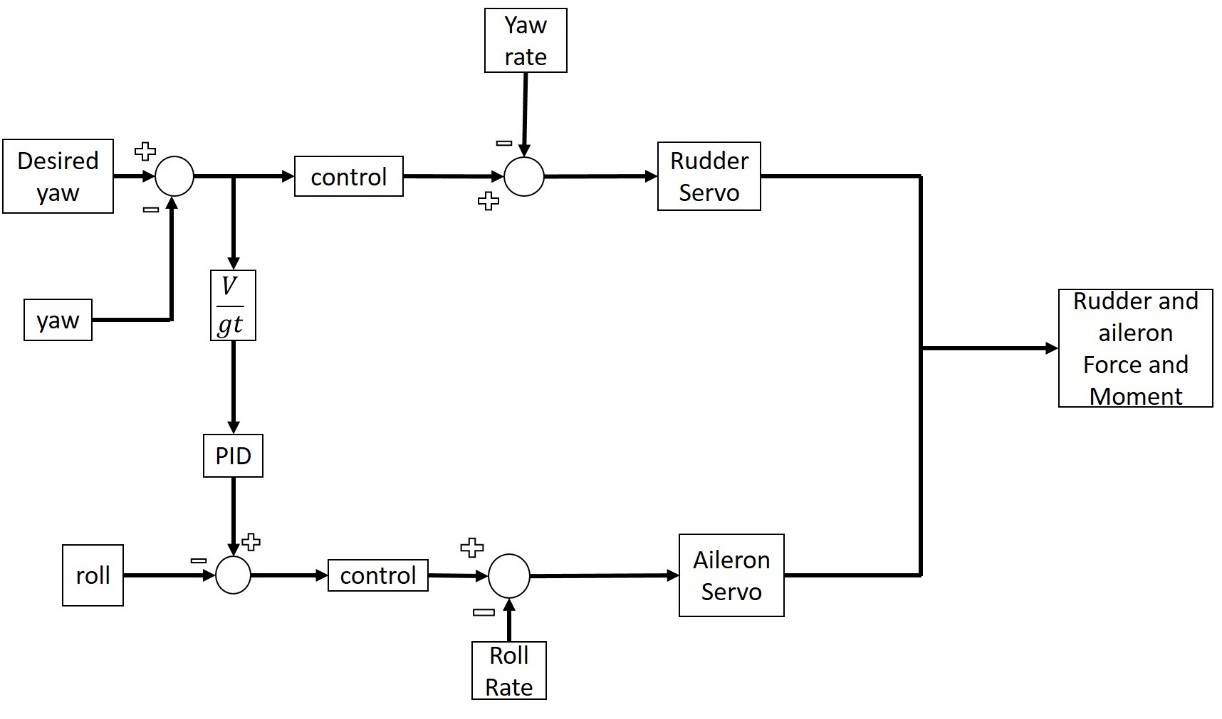 Yaw
rate
Desired
yaw
control
Rudder
Servo
yaw
V
gt
Rudder and
aileron
Force and
Moment
PID
roll
control
Aileron
Servo
Roll
Rate